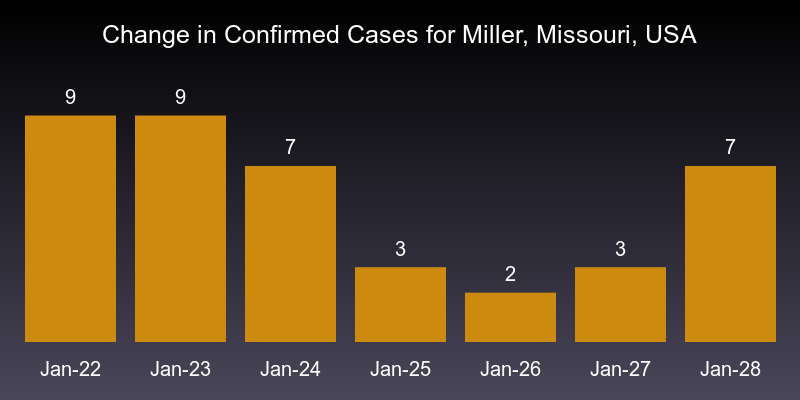 Change in Confirmed Cases for Miller, Missouri, USA
9 9 7 3 2 3 7
Jan-22 Jan-23 Jan-24 Jan-25 Jan-26 Jan-27 Jan-28